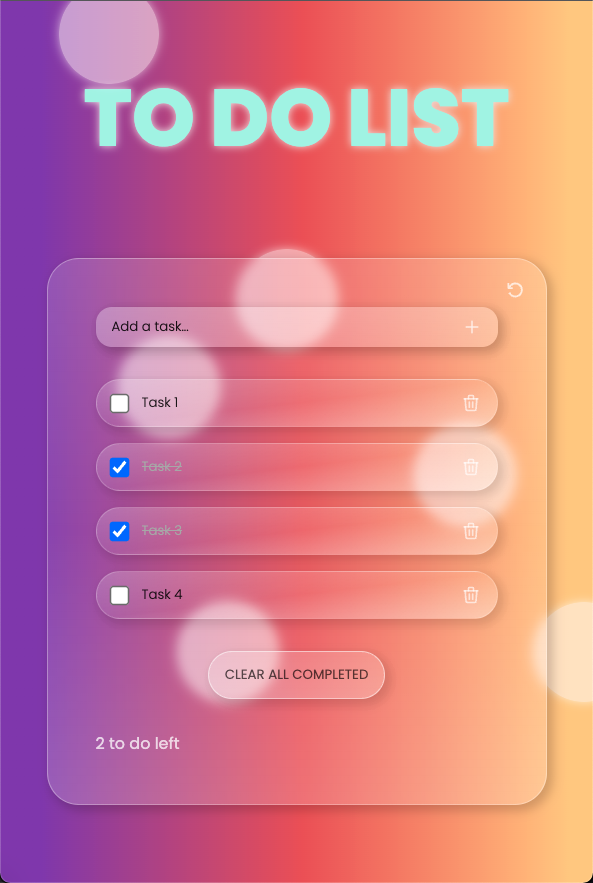 TO DO LIST
Add a task...
Task 1
Task 2
Task 3
Task 4
CLEAR ALL COMPLETED
2 to do left